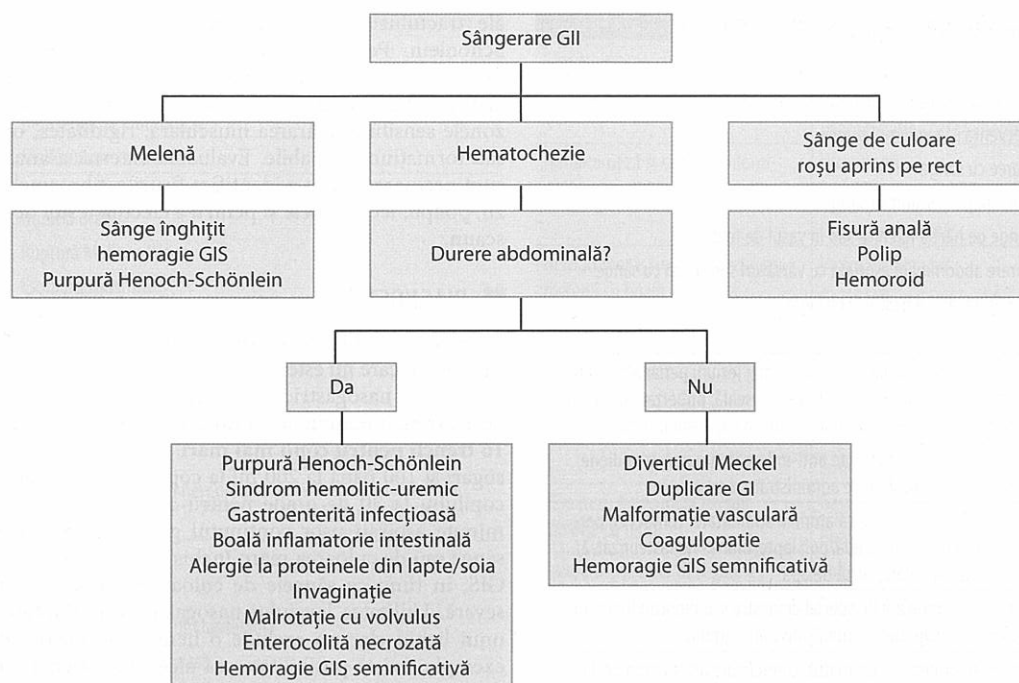 Sângerare GII
Melenă
Hematochezie
Sânge de culoare
roșu aprins pe rect
Sânge înghițit
hemoragie GIS
Purpură Henoch-Schönlein
Durere abdominală?
Fisură anală
Polip
Hemoroid
Da
Nu
Purpură Henoch-Schönlein
Sindrom hemolitic-uremic
Gastroenterită infecțioasă
Boală inflamatorie intestinală
Alergie la proteinele din lapte/soia
Invaginație
Malrotație cu volvulus
Enterocolită necrozată
Hemoragie GIS semnificativă
Diverticul Meckel
Duplicare GI
Malformație vasculară
Coagulopatie
Hemoragie GIS semnificativă